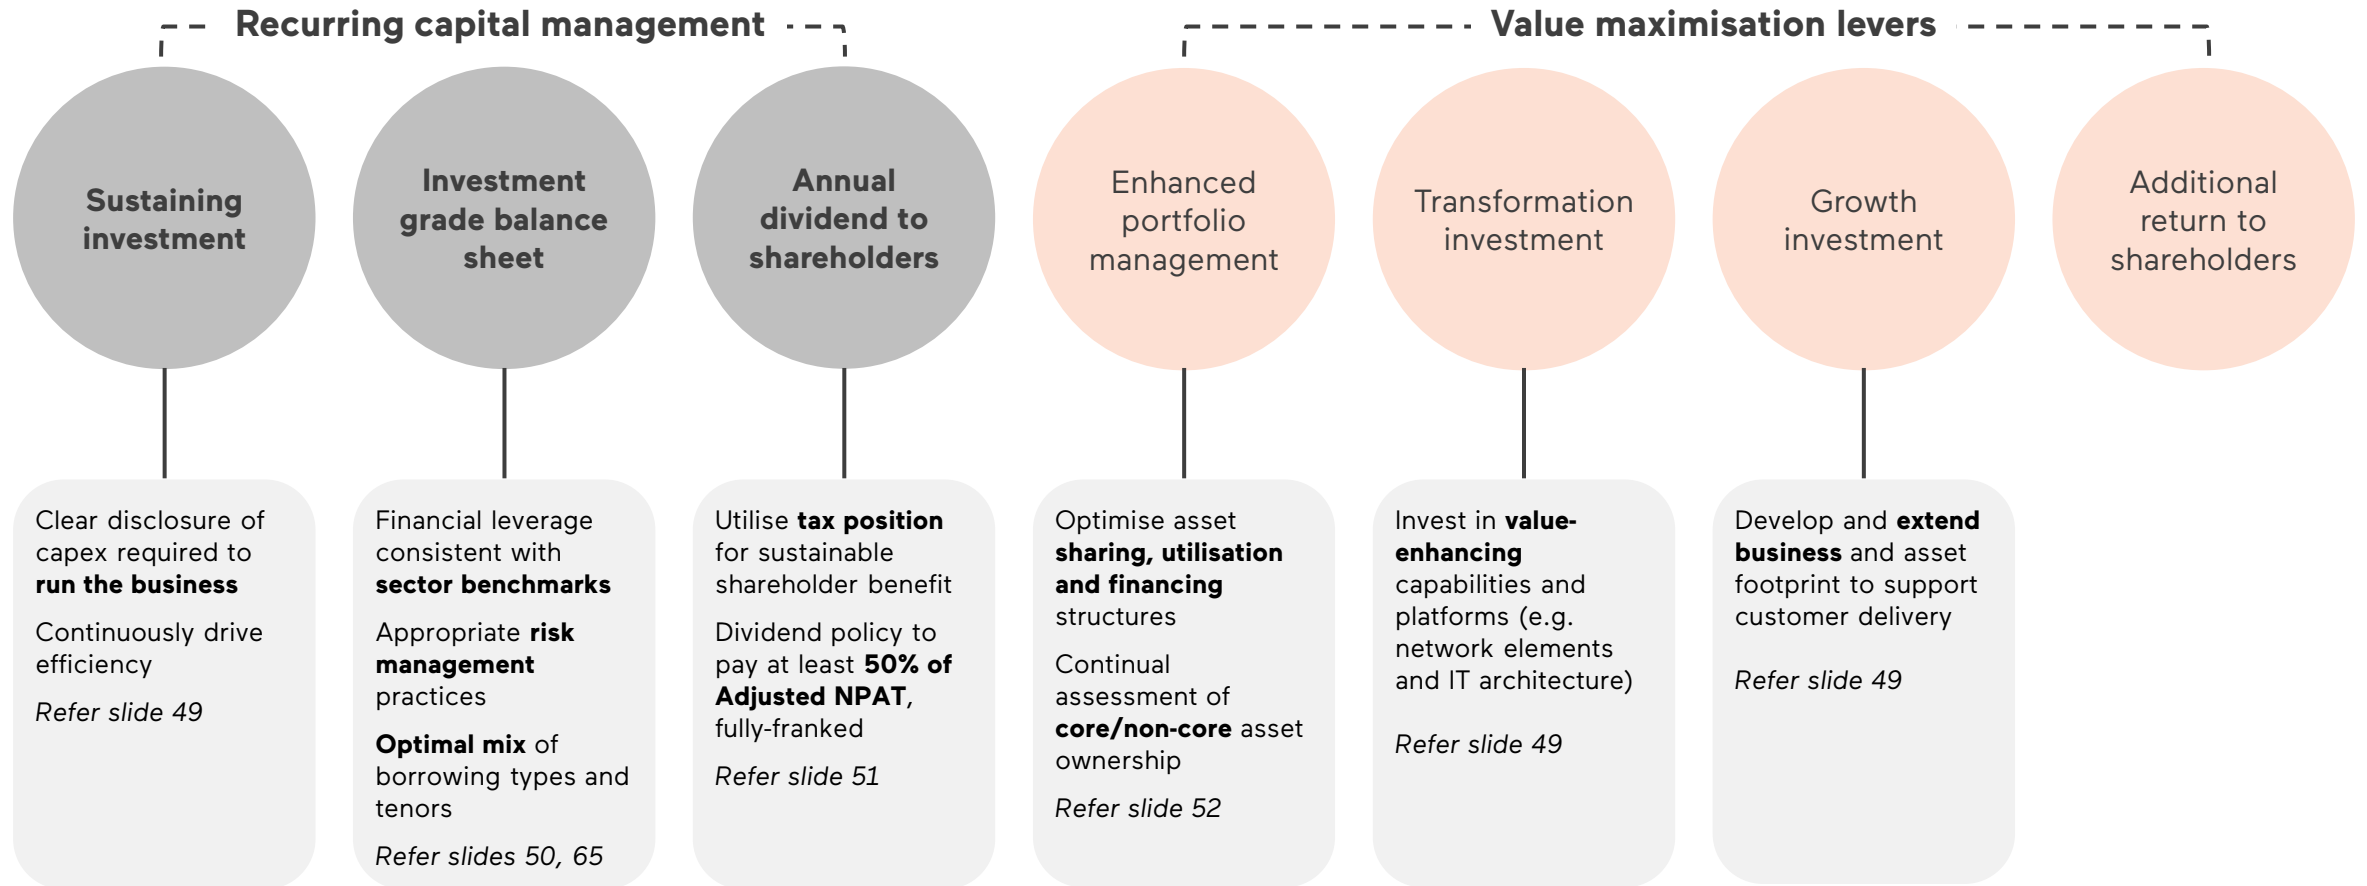 Recurring capital management
Value maximisation levers
Sustaining
investment
Investment
grade balance
sheet
Annual
dividend to
shareholders
Enhanced
portfolio
management
Transformation
investment
Growth
investment
Additional
return to
shareholders
Clear disclosure of
capex required to
run the business
Continuously drive
efficiency
Refer slide 49
Financial leverage
consistent with
sector benchmarks
Appropriate risk
management
practices
Optimal mix of
borrowing types and
tenors
Refer slides 50, 65
Utilise tax position
for sustainable
shareholder benefit
Dividend policy to
pay at least 50% of
Adjusted NPAT,
fully-franked
Refer slide 51
Optimise asset
sharing, utilisation
and financing
structures
Continual
assessment of
core/non-core asset
ownership
Refer slide 52
Invest in value-
enhancing
capabilities and
platforms (e.g.
network elements
and IT architecture)
Refer slide 49
Develop and extend
business and asset
footprint to support
customer delivery
Refer slide 49